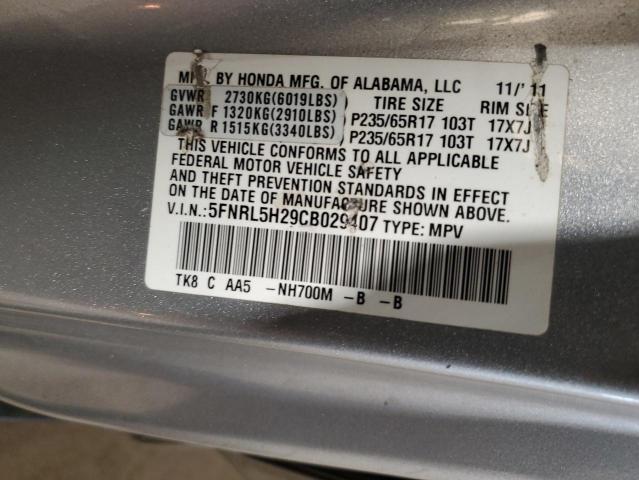 MFD. BY HONDA MFG. OF ALABAMA, LLC 11/'11
GVWR 2730KG(6019LBS) TIRE SIZE RIM SIZE
GAWR F 1320KG(2910LBS) P235/65R17 103T 17X7J
GAWR R 1515KG(3340LBS) P235/65R17 103T 17X7J
THIS VEHICLE CONFORMS TO ALL APPLICABLE
FEDERAL MOTOR VEHICLE SAFETY
AND THEFT PREVENTION STANDARDS IN EFFECT
ON THE DATE OF MANUFACTURE SHOWN ABOVE.
V.I.N.:5FNRL5H29CB029407 TYPE: MPV
TK8 C AA5 -NH700M -B -B